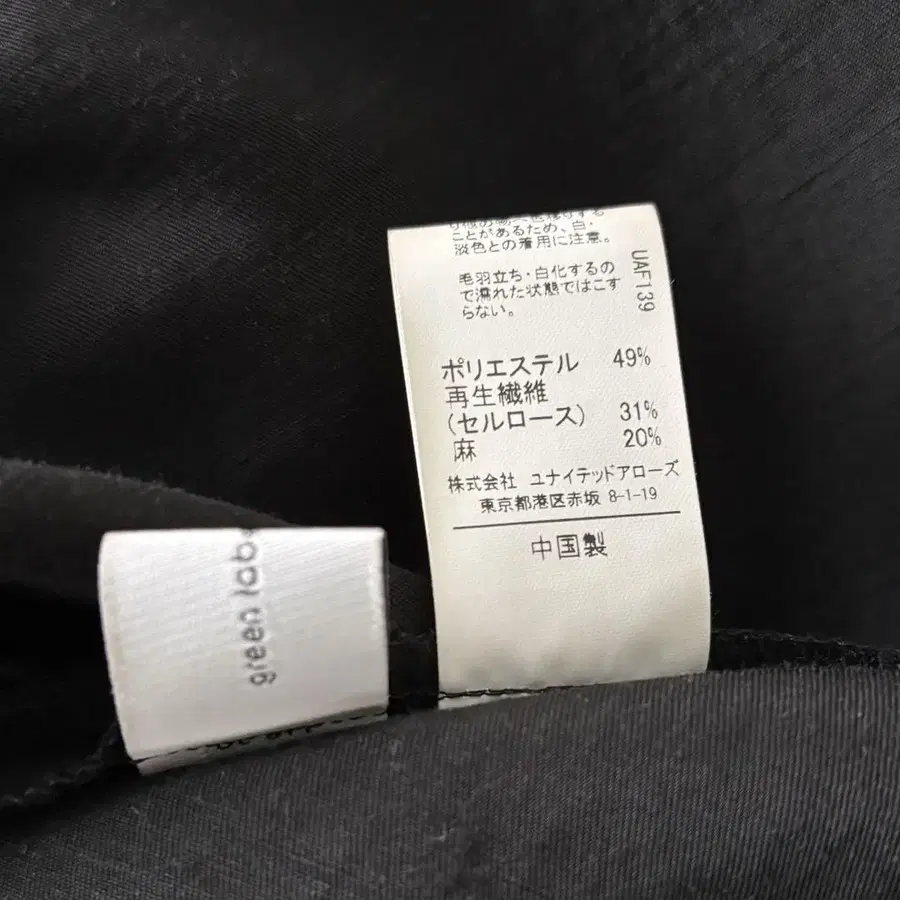 ことがあるため、白・
淡色との着用に注意。
毛羽立ち・白化するの
で濡れた状態ではこす
らない。
UAF139
ポリエステル 49%
再生繊維
(セルロース) 31%
麻 20%
株式会社 ユナイテッドアローズ
東京都港区赤坂 8-1-19
中国製
green lab